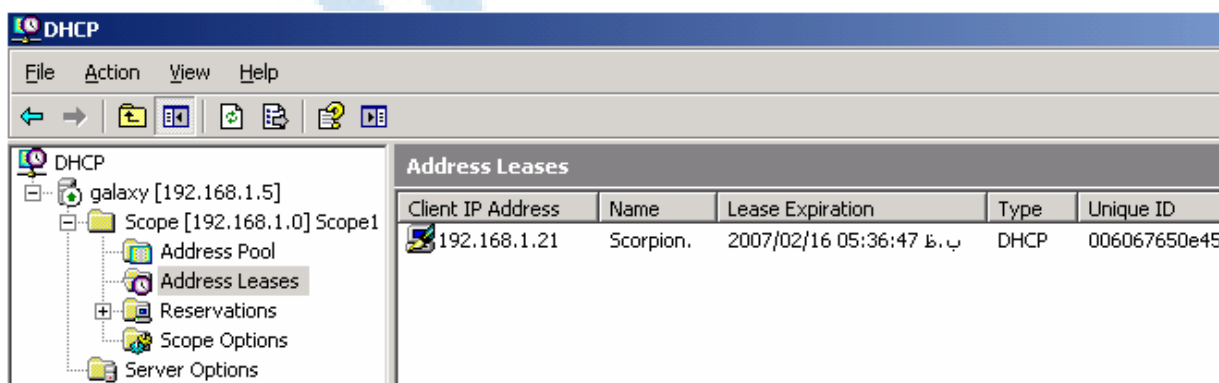 DHCP
File Action View Help
DHCP
galaxy [192.168.1.5]
Scope [192.168.1.0] Scope1
Address Pool
Address Leases
Reservations
Scope Options
Server Options
Address Leases
Client IP Address Name Lease Expiration Type Unique ID
192.168.1.21 Scorpion. 2007/02/16 05:36:47 ب.ظ DHCP 006067650e45